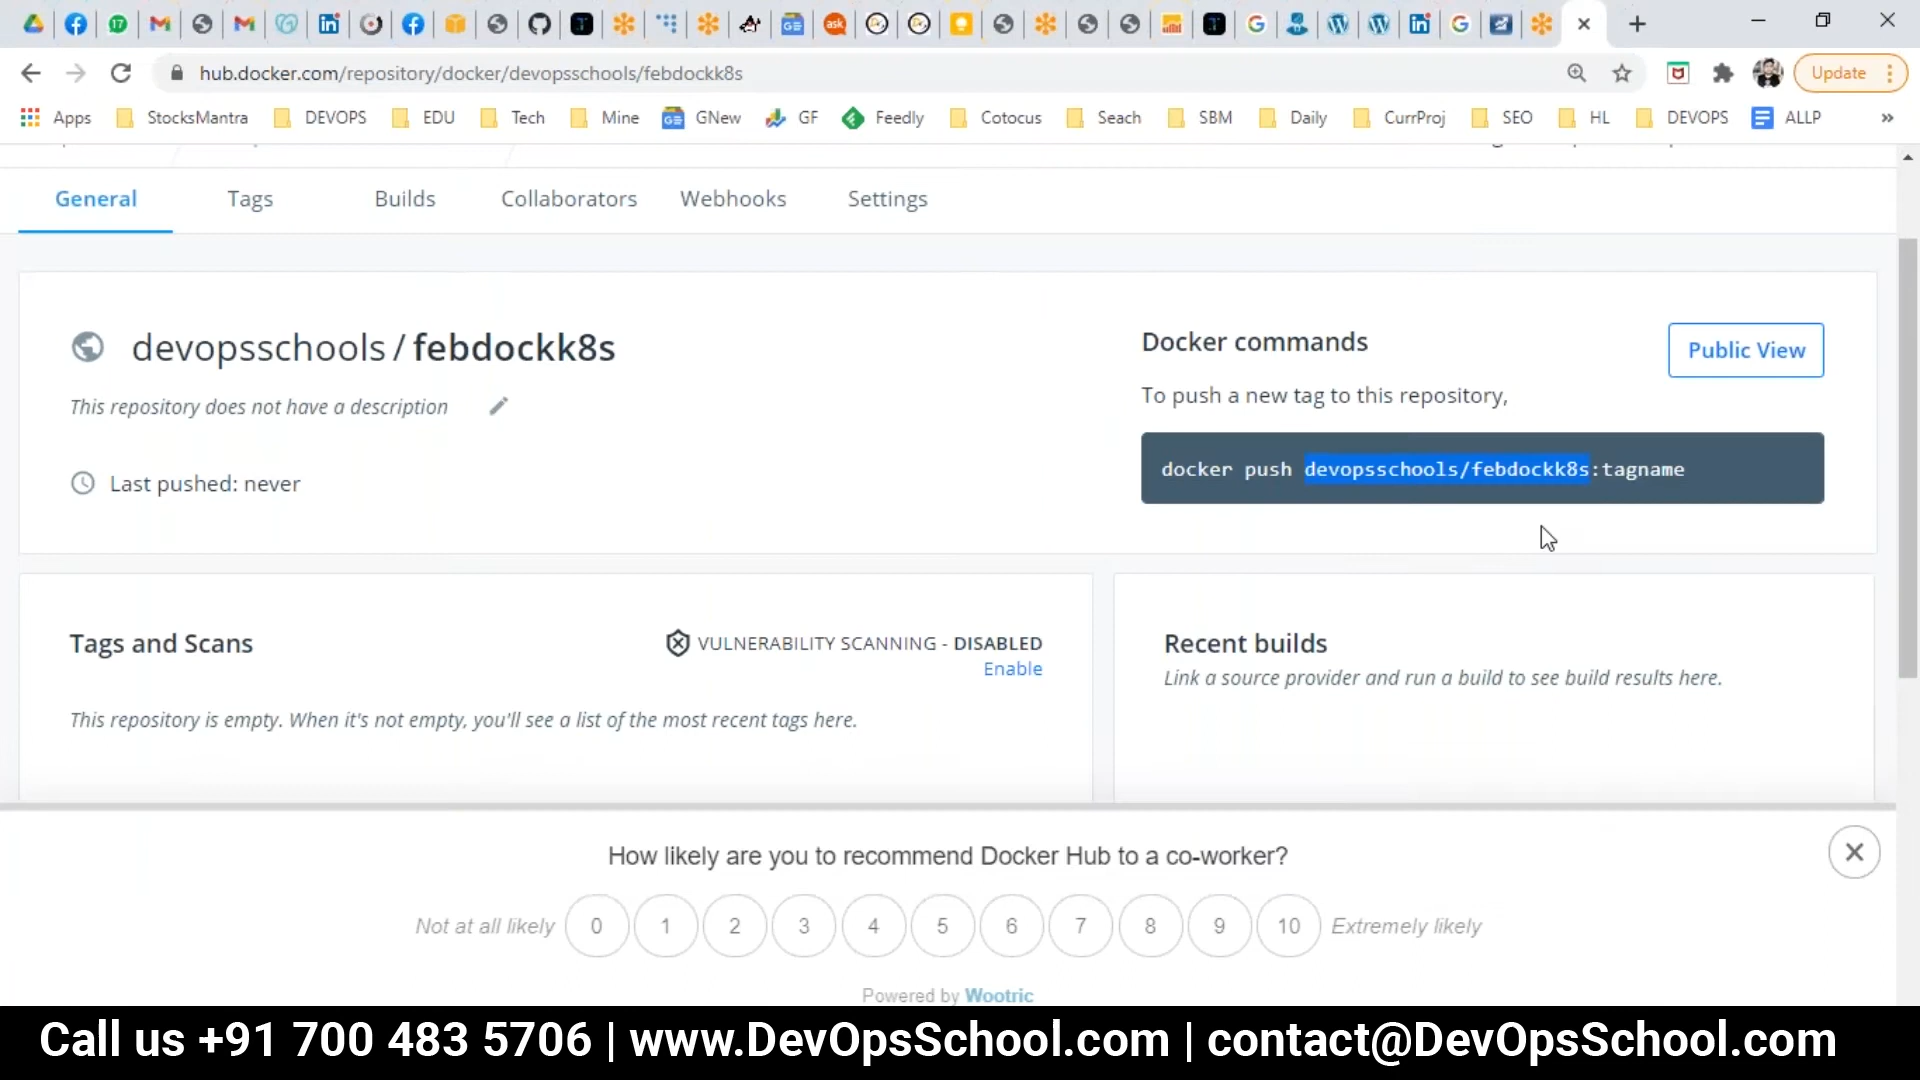 17
ask
hub.docker.com/repository/docker/devopsschools/febdockk8s
Update
Apps StocksMantra DEVOPS EDU Tech Mine GNew GF Feedly Cotocus Seach SBM Daily CurrProj SEO HL DEVOPS ALLP »
General Tags Builds Collaborators Webhooks Settings
devopsschools / febdockk8s
This repository does not have a description
Last pushed: never
Docker commands
Public View
To push a new tag to this repository,
docker push devopsschools/febdockk8s:tagname
Tags and Scans
VULNERABILITY SCANNING - DISABLED
Enable
This repository is empty. When it's not empty, you'll see a list of the most recent tags here.
Recent builds
Link a source provider and run a build to see build results here.
How likely are you to recommend Docker Hub to a co-worker?
Not at all likely 0 1 2 3 4 5 6 7 8 9 10 Extremely likely
Powered by Wootric
Call us +91 700 483 5706 | www.DevOpsSchool.com | contact@DevOpsSchool.com